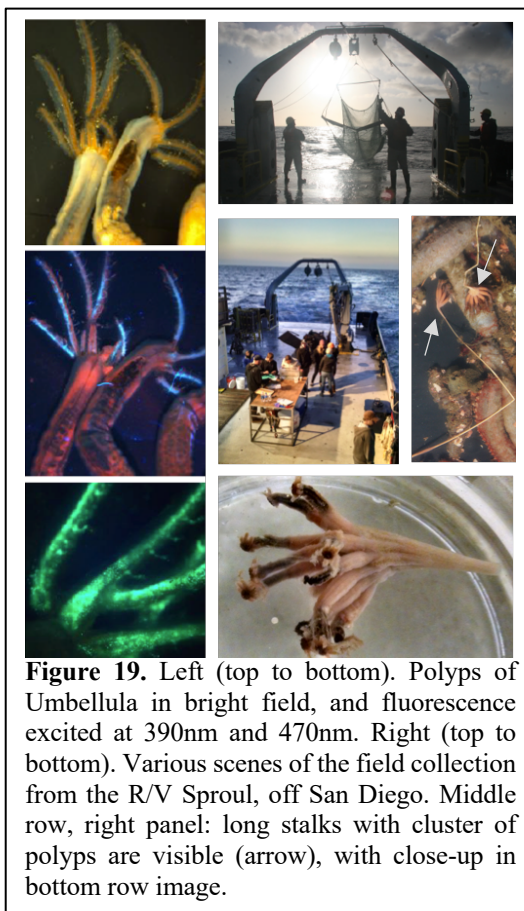 Figure 19. Left (top to bottom). Polyps of
Umbellula in bright field, and fluorescence
excited at 390nm and 470nm. Right (top to
bottom). Various scenes of the field collection
from the R/V Sproul, off San Diego. Middle
row, right panel: long stalks with cluster of
polyps are visible (arrow), with close-up in
bottom row image.